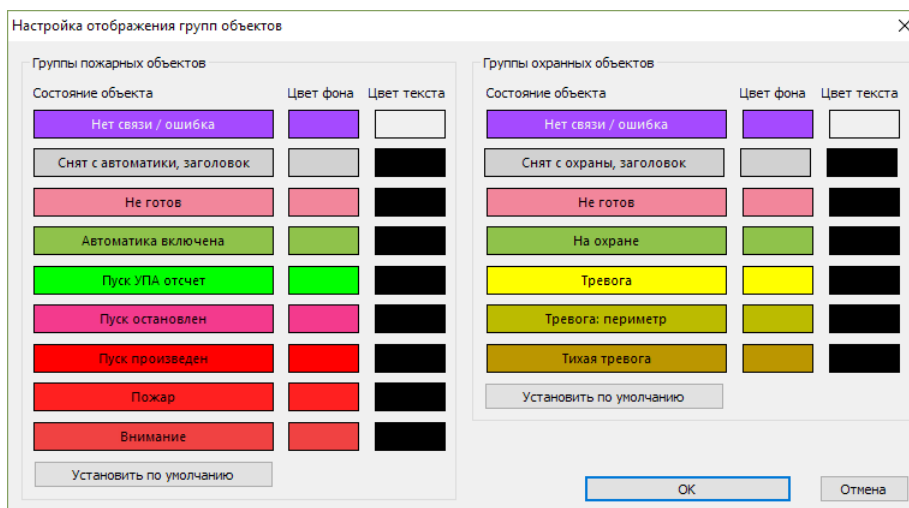 Настройка отображения групп объектов
Группы пожарных объектов
Состояние объекта Цвет фона Цвет текста
Нет связи / ошибка
Снят с автоматики, заголовок
Не готов
Автоматика включена
Пуск УПА отсчет
Пуск остановлен
Пуск произведен
Пожар
Внимание
Установить по умолчанию
Группы охранных объектов
Состояние объекта Цвет фона Цвет текста
Нет связи / ошибка
Снят с охраны, заголовок
Не готов
На охране
Тревога
Тревога: периметр
Тихая тревога
Установить по умолчанию
OK Отмена